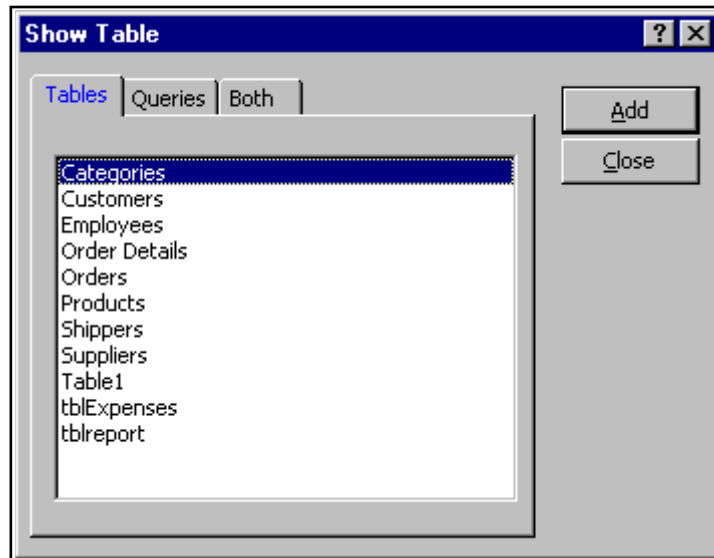 Show Table
Tables Queries Both
Add
Close
Categories
Customers
Employees
Order Details
Orders
Products
Shippers
Suppliers
Table1
tblExpenses
tblreport